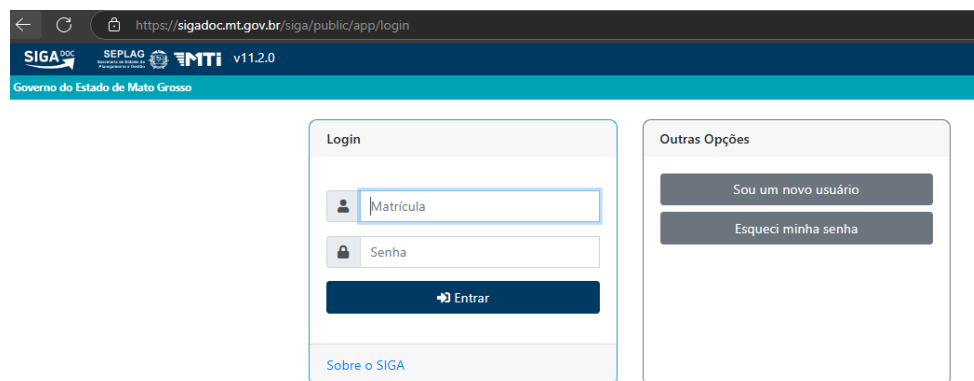 https://sigadoc.mt.gov.br/siga/public/app/login
SIGA DOC SEPLAG MTi v11.2.0
Governo do Estado de Mato Grosso
Login
Matrícula
Senha
Entrar
Sobre o SIGA
Outras Opções
Sou um novo usuário
Esqueci minha senha